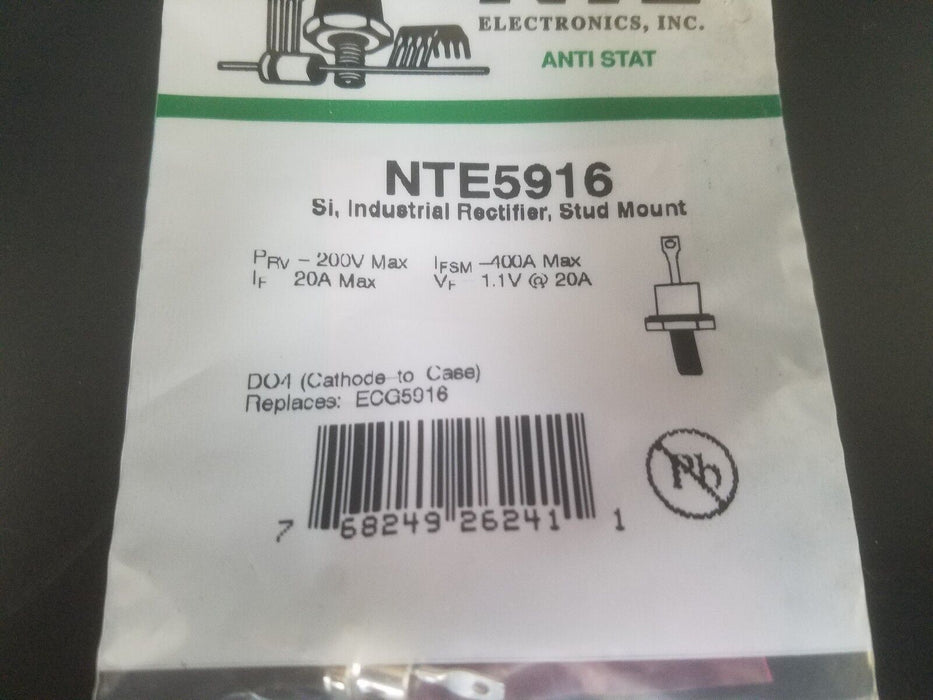 ELECTRONICS, INC.
ANTI STAT
NTE5916
Si, Industrial Rectifier, Stud Mount
PRV – 200V Max IFSM –400A Max
IF 20A Max VF 1.1V @ 20A
DO4 (Cathode to Case)
Replaces: ECG5916
Pb
7 68249 26241 1